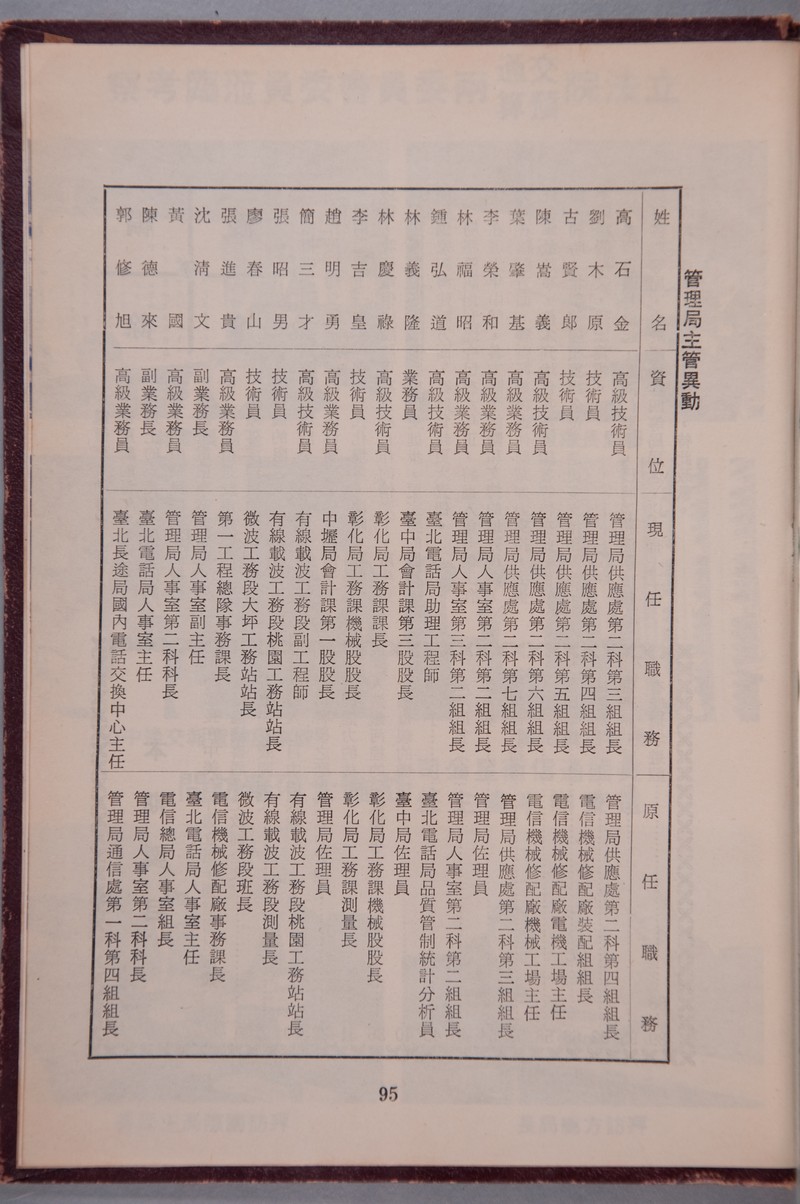 管理局主管異動
姓名 資位 現任職務 原任職務
高石金 高級技術員 管理局供應處第二科第三組組長 管理局供應處第二科第四組組長
劉木原 技術員 管理局供應處第二科第四組組長 電信機械修配廠裝配組組長
古賢郎 技術員 管理局供應處第二科第五組組長 電信機械修配廠電機工場主任
陳嵩義 高級技術員 管理局供應處第二科第六組組長 電信機械修配廠機械工場主任
葉肇基 高級業務員 管理局供應處第二科第七組組長 管理局供應處第二科第三組組長
李榮和 高級業務員 管理局人事室第二科第二組組長 管理局佐理員
林福昭 高級業務員 管理局人事室第三科第二組組長 管理局人事室第二科第二組組長
鍾弘道 高級技術員 臺北電話局助理工程師 臺北電話局品質管制統計分析員
林義隆 業務員 臺中局會計課第三股股長 臺中局佐理員
林慶祿 高級技術員 彰化局工務課課長 彰化局工務課機械股股長
李吉皇 技術員 彰化局工務課機械股股長 彰化局工務課測量長
趙明勇 高級業務員 中壢局會計課第一股股長 管理局佐理員
簡三才 高級技術員 有線載波工務段副工程師 有線載波工務段桃園工務站站長
張昭男 技術員 有線載波工務段桃園工務站站長 有線載波工務段測量長
廖春山 技術員 微波工務段大坪工務站站長 微波工務段班長
張進貴 高級業務員 第一工程總隊事務課長 電信機械修配廠事務課長
沈清文 副業務長 管理局人事室副主任 臺北電話局人事室主任
黃國 高級業務員 管理局人事室第二科科長 電信總局人事室組長
陳德來 副業務長 臺北電話局人事室主任 管理局人事室第二科科長
郭修旭 高級業務員 臺北長途局國內電話交換中心主任 管理局通信處第一科第四組組長
95